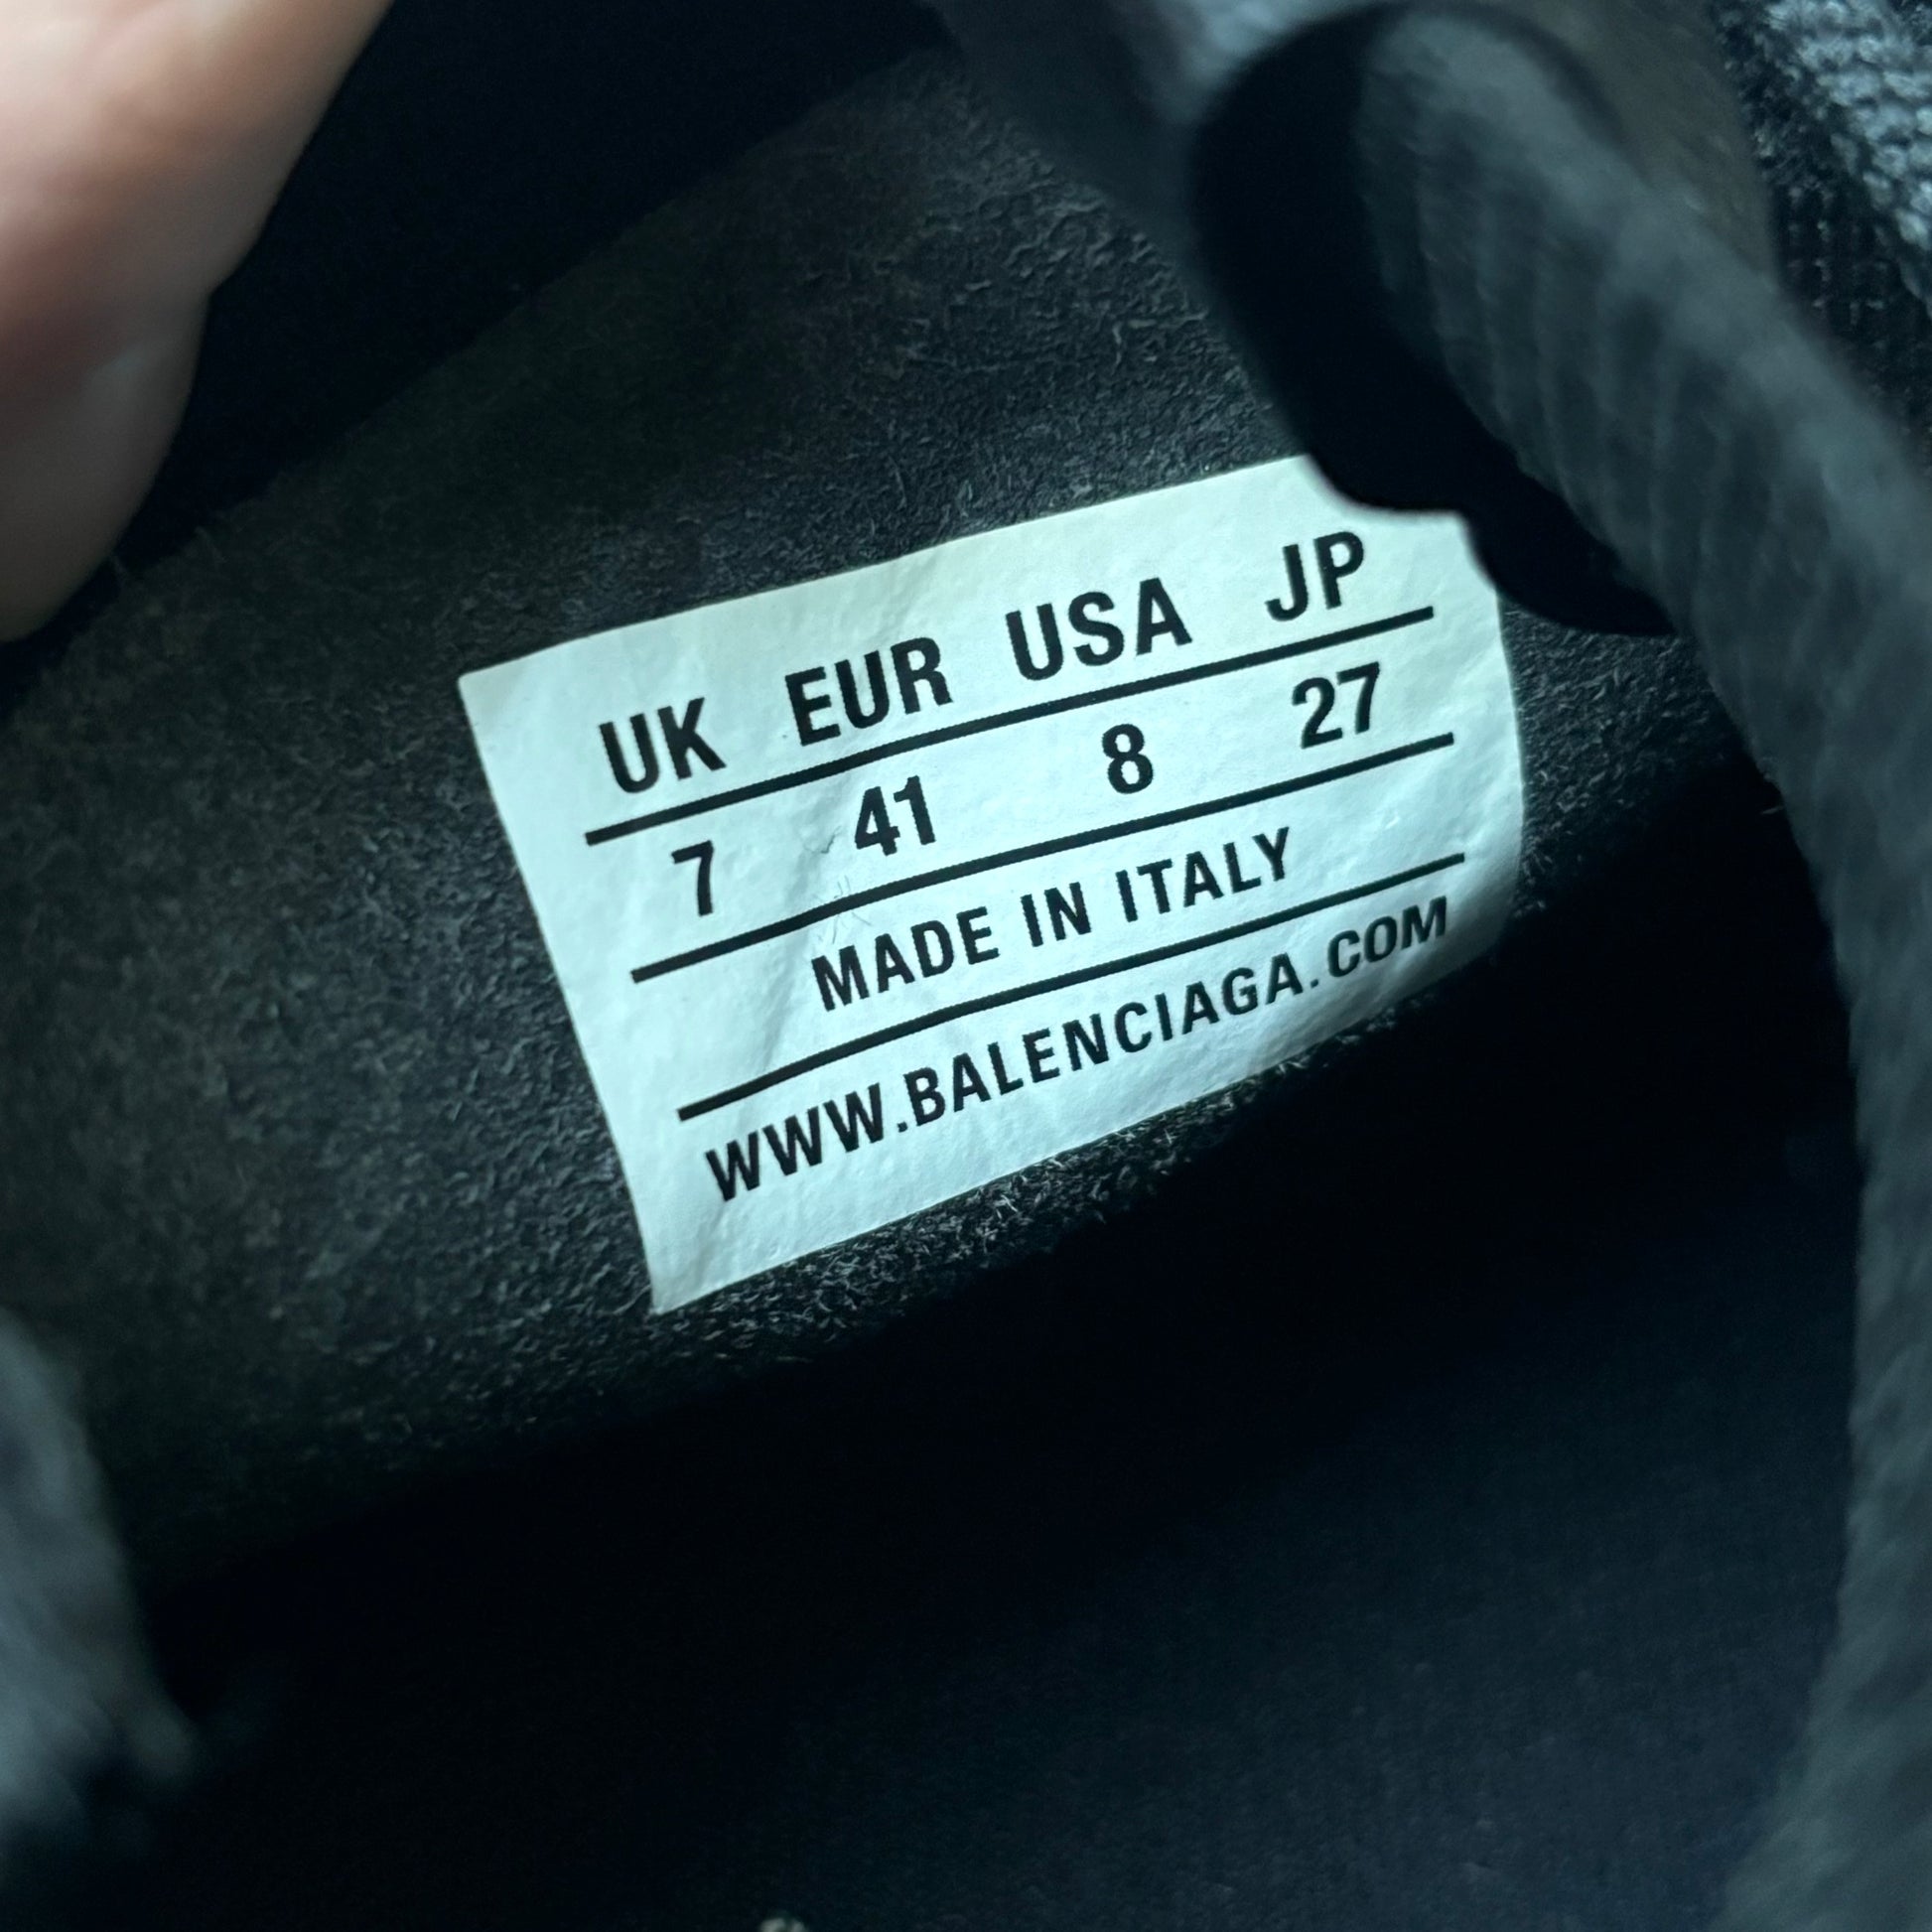 UK EUR USA JP
7 41 8 27
MADE IN ITALY
WWW.BALENCIAGA.COM